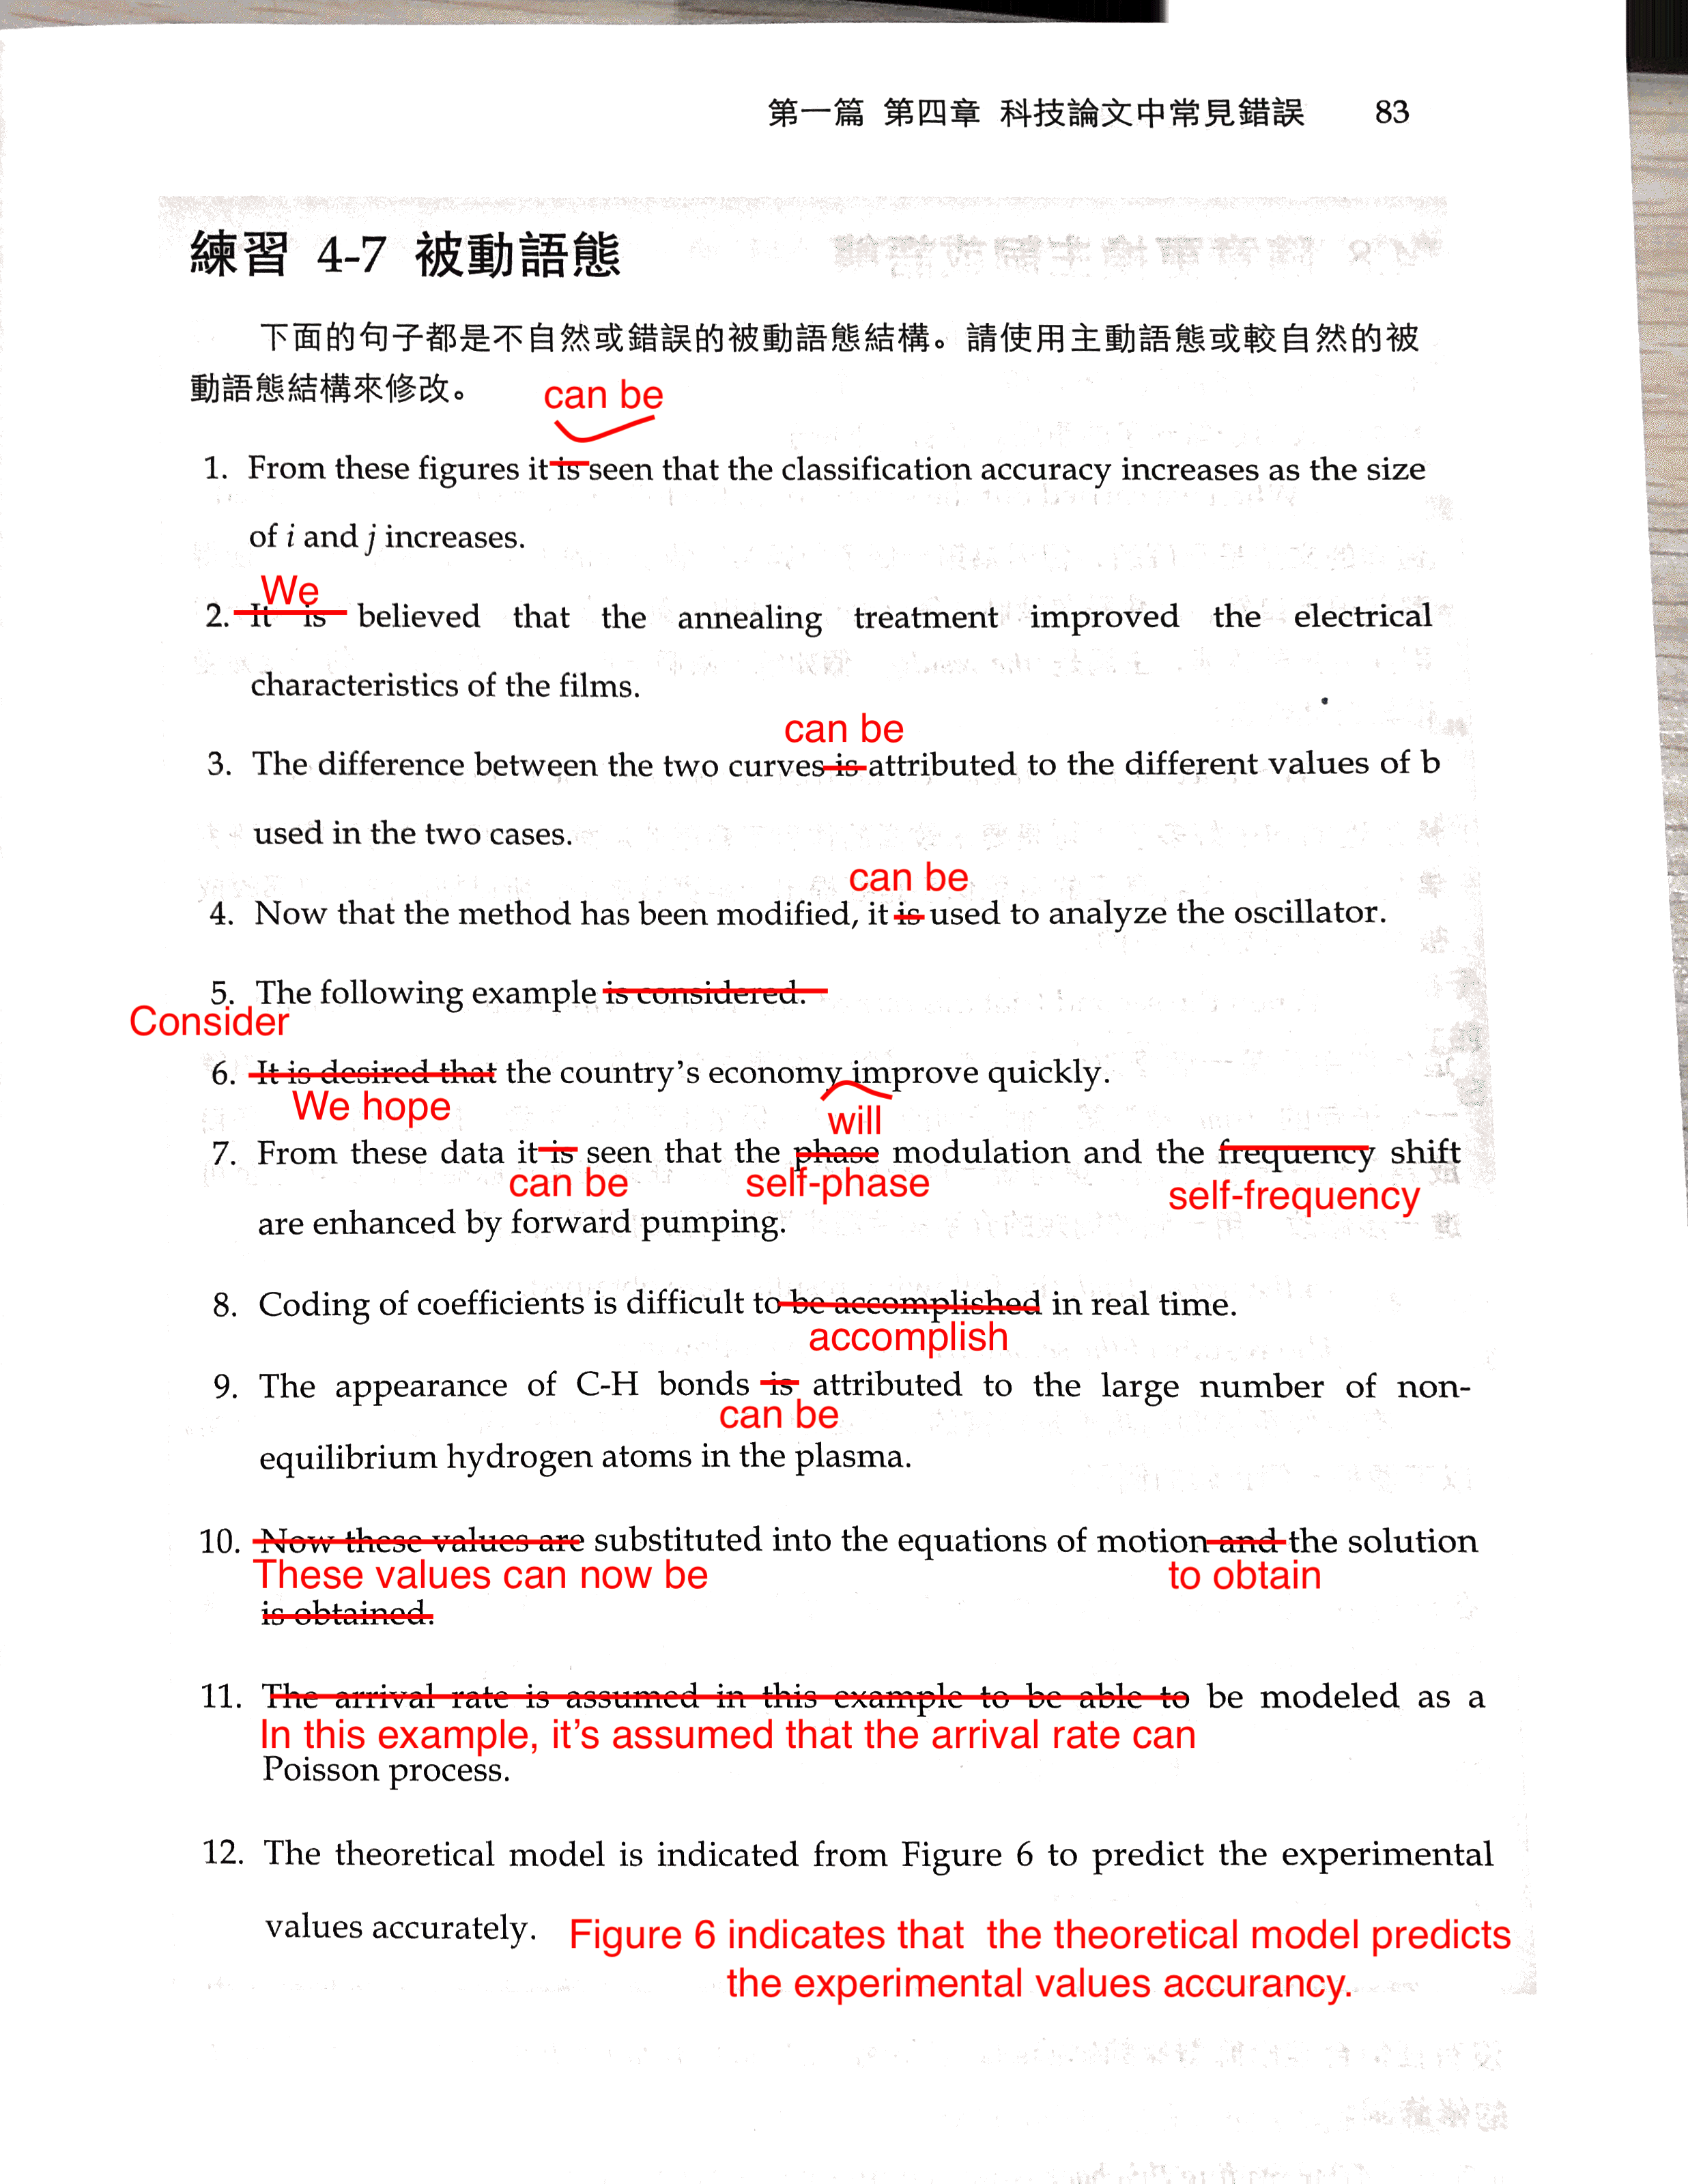 第一篇 第四章 科技論文中常見錯誤 83
練習 4-7 被動語態
下面的句子都是不自然或錯誤的被動語態結構。請使用主動語態或較自然的被
動語態結構來修改。
can be
1. From these figures it is seen that the classification accuracy increases as the size
of i and j increases.
We
2. It is believed that the annealing treatment improved the electrical
characteristics of the films.
can be
3. The difference between the two curves is attributed to the different values of b
used in the two cases.
can be
4. Now that the method has been modified, it is used to analyze the oscillator.
5. The following example is considered.
Consider
6. It is desired that the country's economy improve quickly.
We hope will
7. From these data it is seen that the phase modulation and the frequency shift
can be self-phase self-frequency
are enhanced by forward pumping.
8. Coding of coefficients is difficult to be accomplished in real time.
accomplish
9. The appearance of C-H bonds is attributed to the large number of non-
can be
equilibrium hydrogen atoms in the plasma.
10. Now these values are substituted into the equations of motion and the solution
These values can now be to obtain
is obtained.
11. The arrival rate is assumed in this example to be able to be modeled as a
In this example, it's assumed that the arrival rate can
Poisson process.
12. The theoretical model is indicated from Figure 6 to predict the experimental
values accurately. Figure 6 indicates that the theoretical model predicts
the experimental values accurancy.